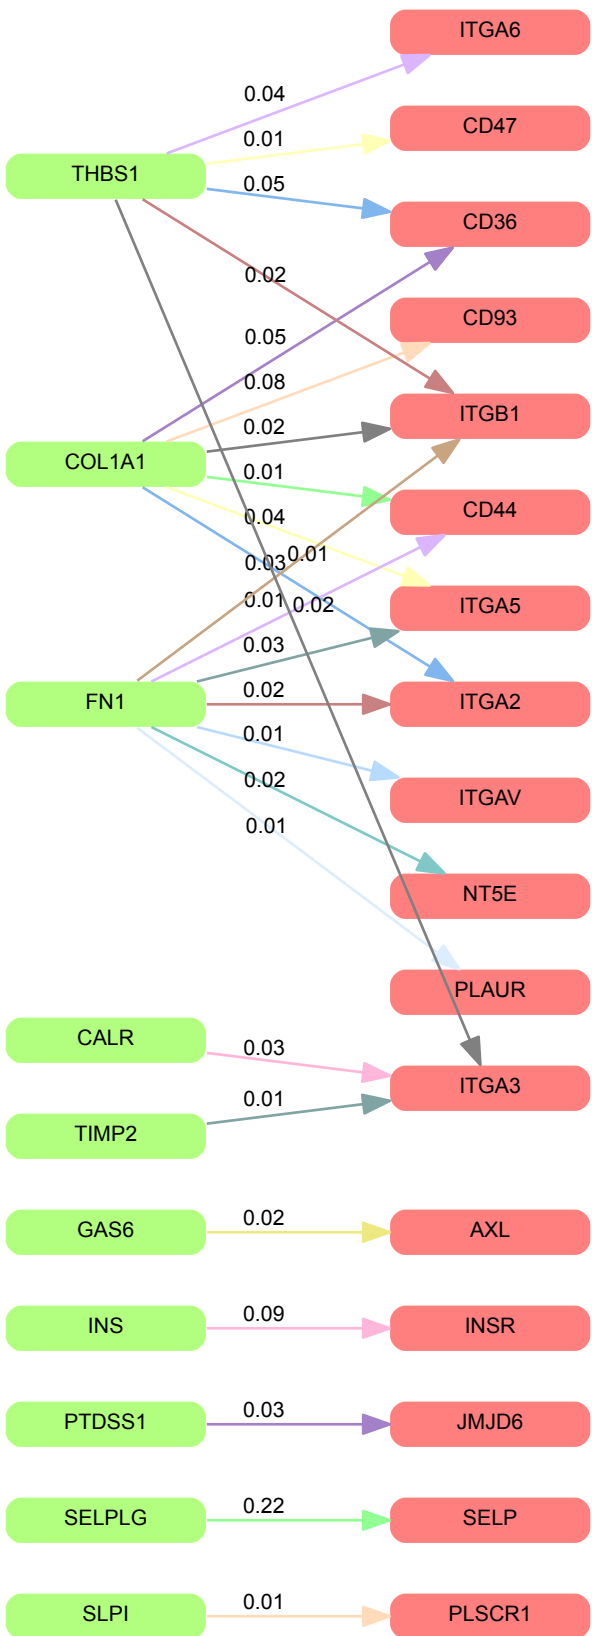 ITGA6
0.04
CD47
0.01
THBS1
0.05
CD36
0.02
CD93
0.05
0.08
ITGB1
0.02
COL1A1
0.01
CD44
0.04
0.01
0.03
0.01
0.02
ITGA5
0.03
FN1
0.02
ITGA2
0.01
ITGAV
0.02
0.01
NT5E
PLAUR
CALR
0.03
ITGA3
0.01
TIMP2
GAS6
0.02
AXL
INS
0.09
INSR
PTDSS1
0.03
JMJD6
SELPLG
0.22
SELP
SLPI
0.01
PLSCR1